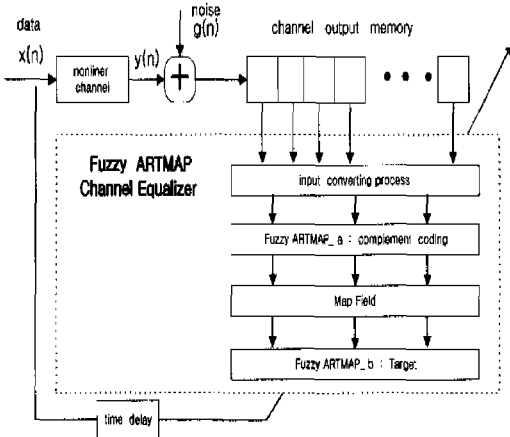 data
x(n)
nonliner
channel
y(n)
noise
g(n)
+
channel output memory
Fuzzy ARTMAP
Channel Equalizer
input converting process
Fuzzy ARTMAP_a : complement coding
Map Field
Fuzzy ARTMAP_b : Target
time delay